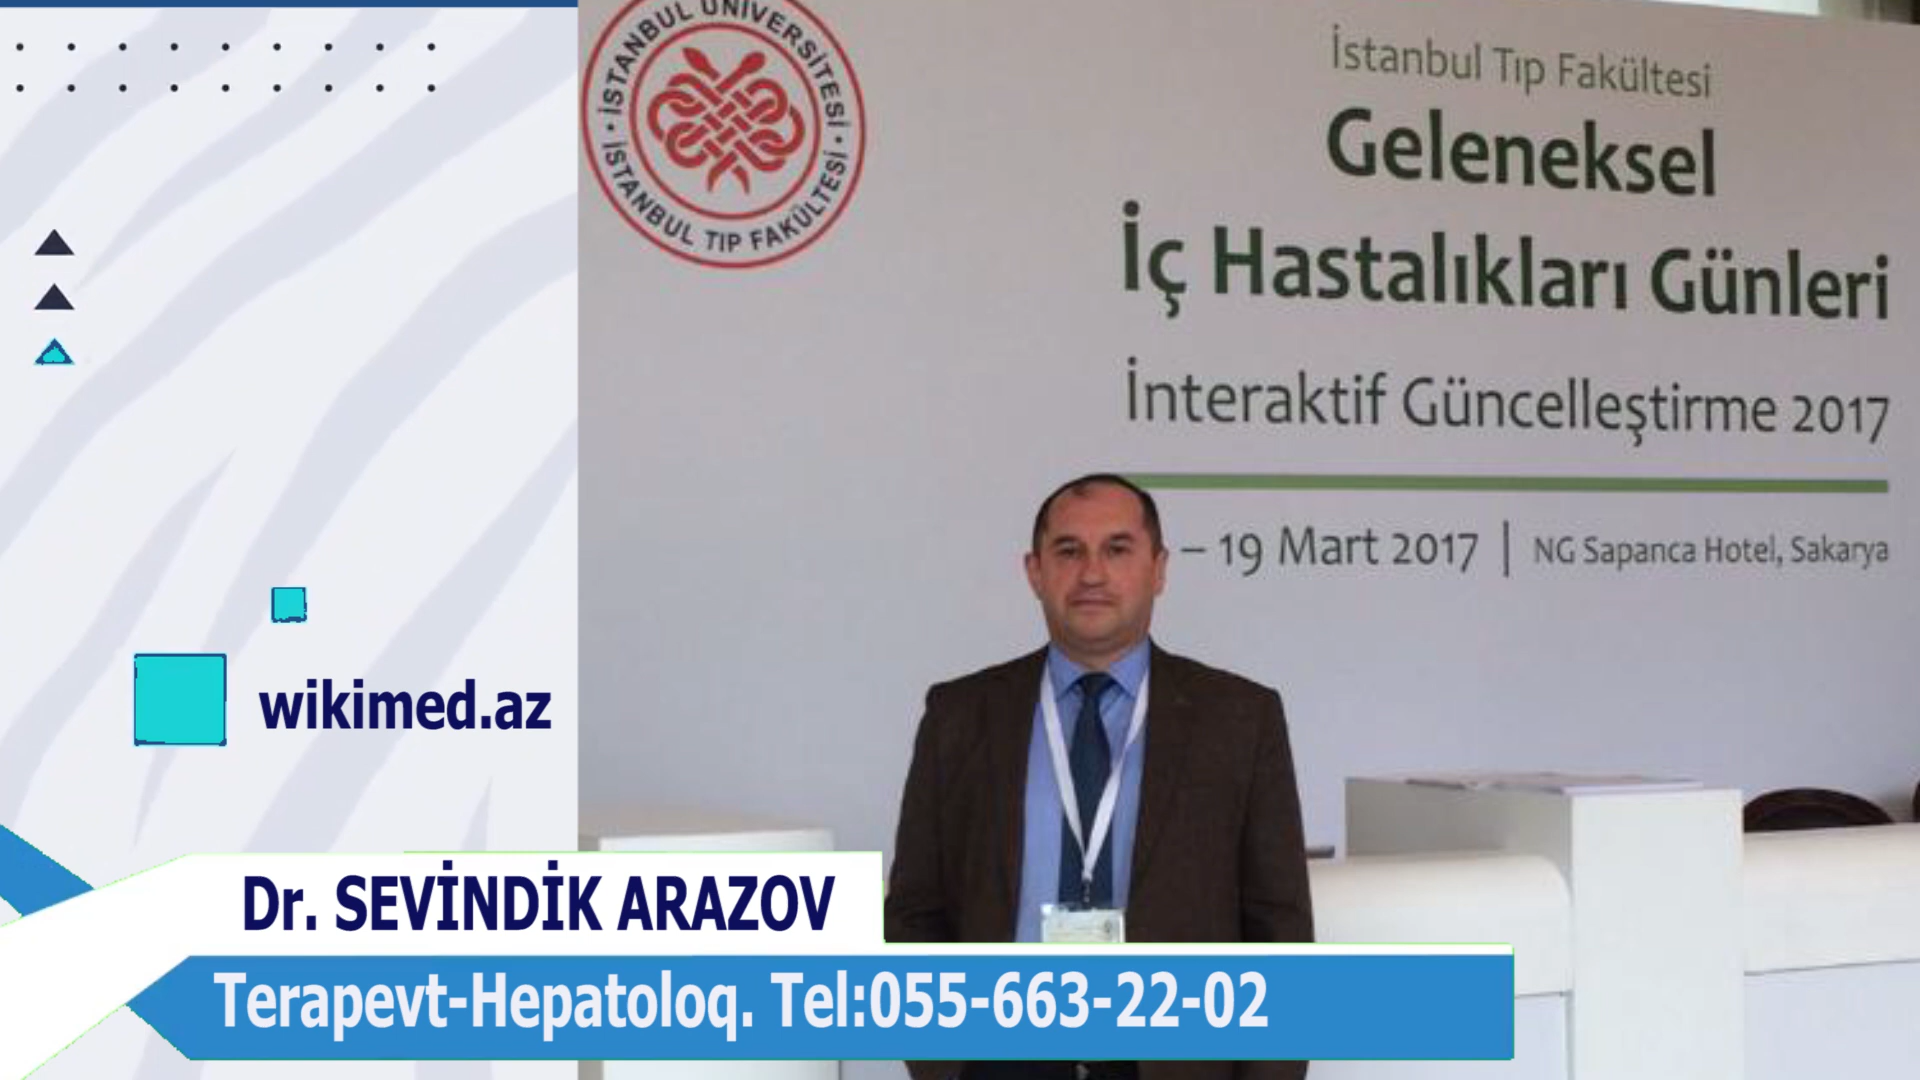 İSTANBUL ÜNİVERSİTESİ • İSTANBUL TIP FAKÜLTESİ •
İstanbul Tıp Fakültesi
Geleneksel
İç Hastalıkları Günleri
İnteraktif Güncelleştirme 2017
– 19 Mart 2017 | NG Sapanca Hotel, Sakarya
wikimed.az
Dr. SEVİNDİK ARAZOV
Terapevt-Hepatoloq. Tel:055-663-22-02